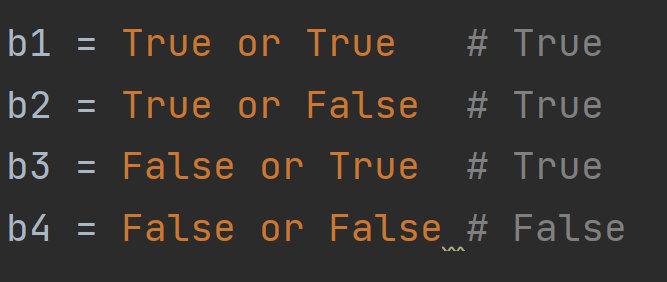 b1 = True or True   # True
b2 = True or False  # True
b3 = False or True  # True
b4 = False or False # False